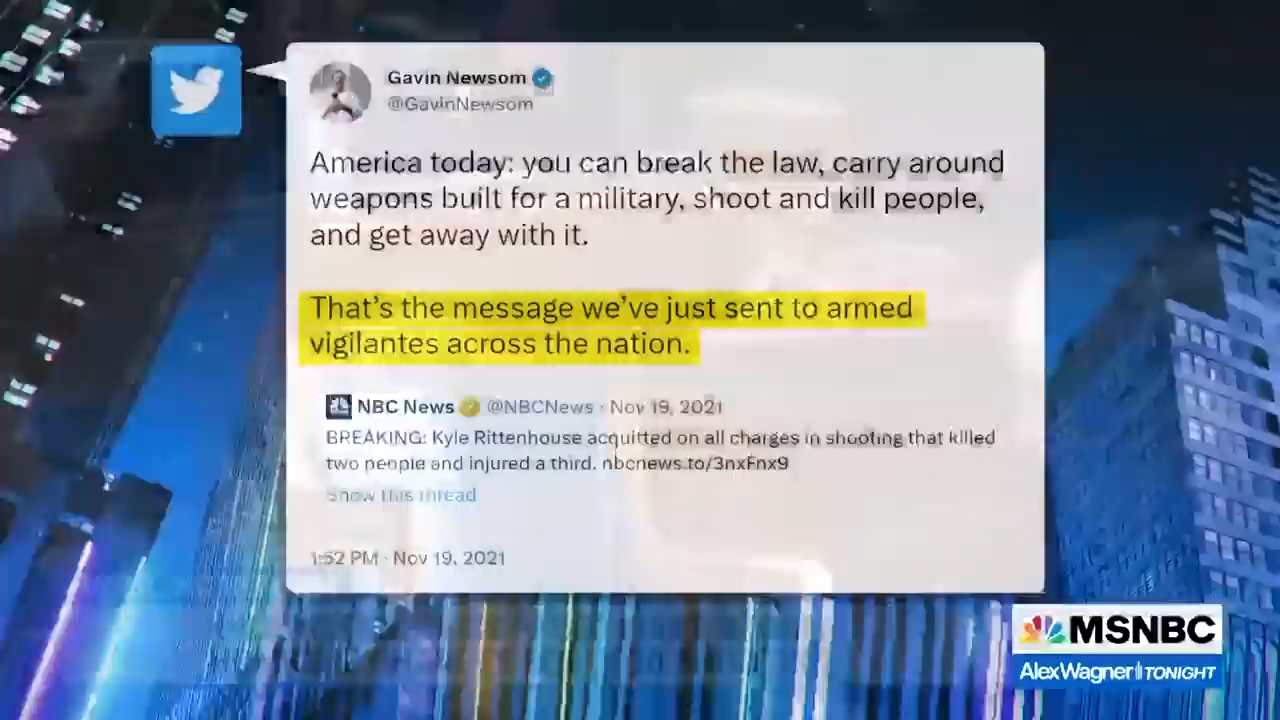 Gavin Newsom
@GavinNewsom
America today: you can break the law, carry around
weapons built for a military, shoot and kill people,
and get away with it.
That's the message we've just sent to armed
vigilantes across the nation.
NBC News @NBCNews · Nov 19, 2021
BREAKING: Kyle Rittenhouse acquitted on all charges in shooting that killed
two people and injured a third. nbcnews.to/3nxFnx9
Show this thread
1:52 PM · Nov 19, 2021
MSNBC
AlexWagner TONIGHT